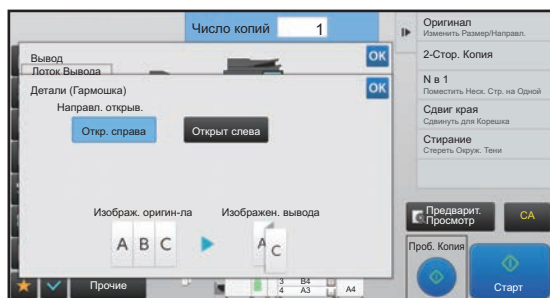 Число копий 1
Вывод
OK
Лоток Вывода
Детали (Гармошка)
OK
Направл. открыв.
Откр. справа
Открыт слева
Изображ. оригин-ла
Изображен. вывода
A B C
A C
Прочие
3 B4
4 A3
A4
Оригинал
Изменить Размер/Направл.
2-Стор. Копия
N в 1
Поместить Неск. Стр. на Одной
Сдвиг края
Сдвинуть для Корешка
Стирание
Стереть Окруж. Тени
Предварит.
Просмотр
CA
Проб. Копия
Старт